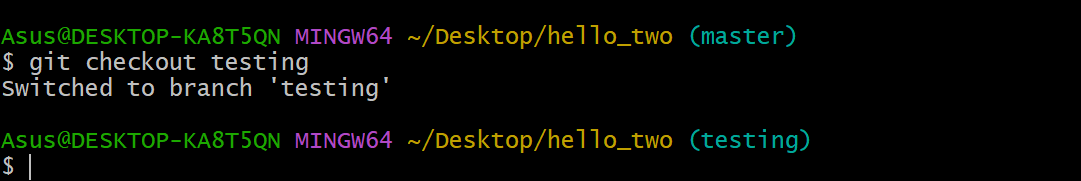 Asus@DESKTOP-KA8T5QN MINGW64 ~/Desktop/hello_two (master)
$ git checkout testing
Switched to branch 'testing'
Asus@DESKTOP-KA8T5QN MINGW64 ~/Desktop/hello_two (testing)
$